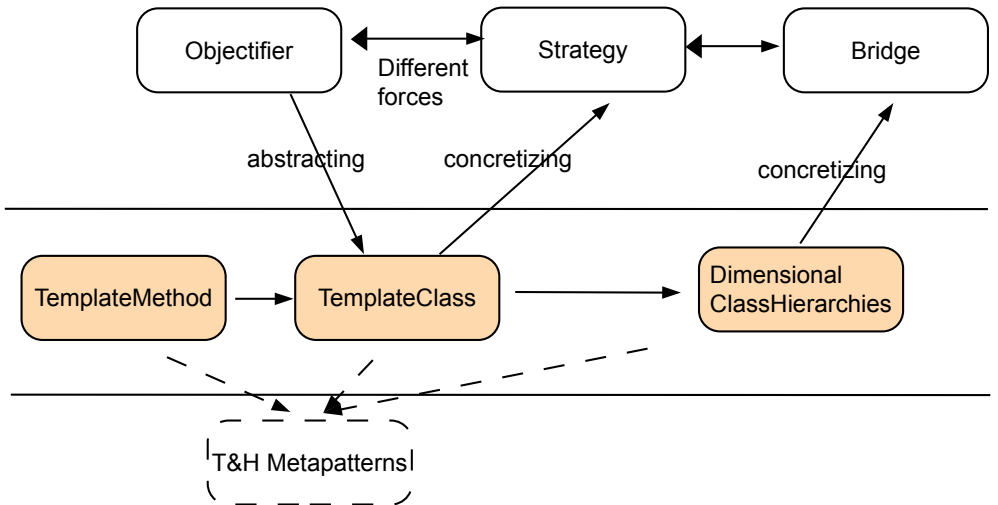 Objectifier
Strategy
Bridge
Different
forces
abstracting
concretizing
concretizing
TemplateMethod
TemplateClass
Dimensional
ClassHierarchies
T&H Metapatterns